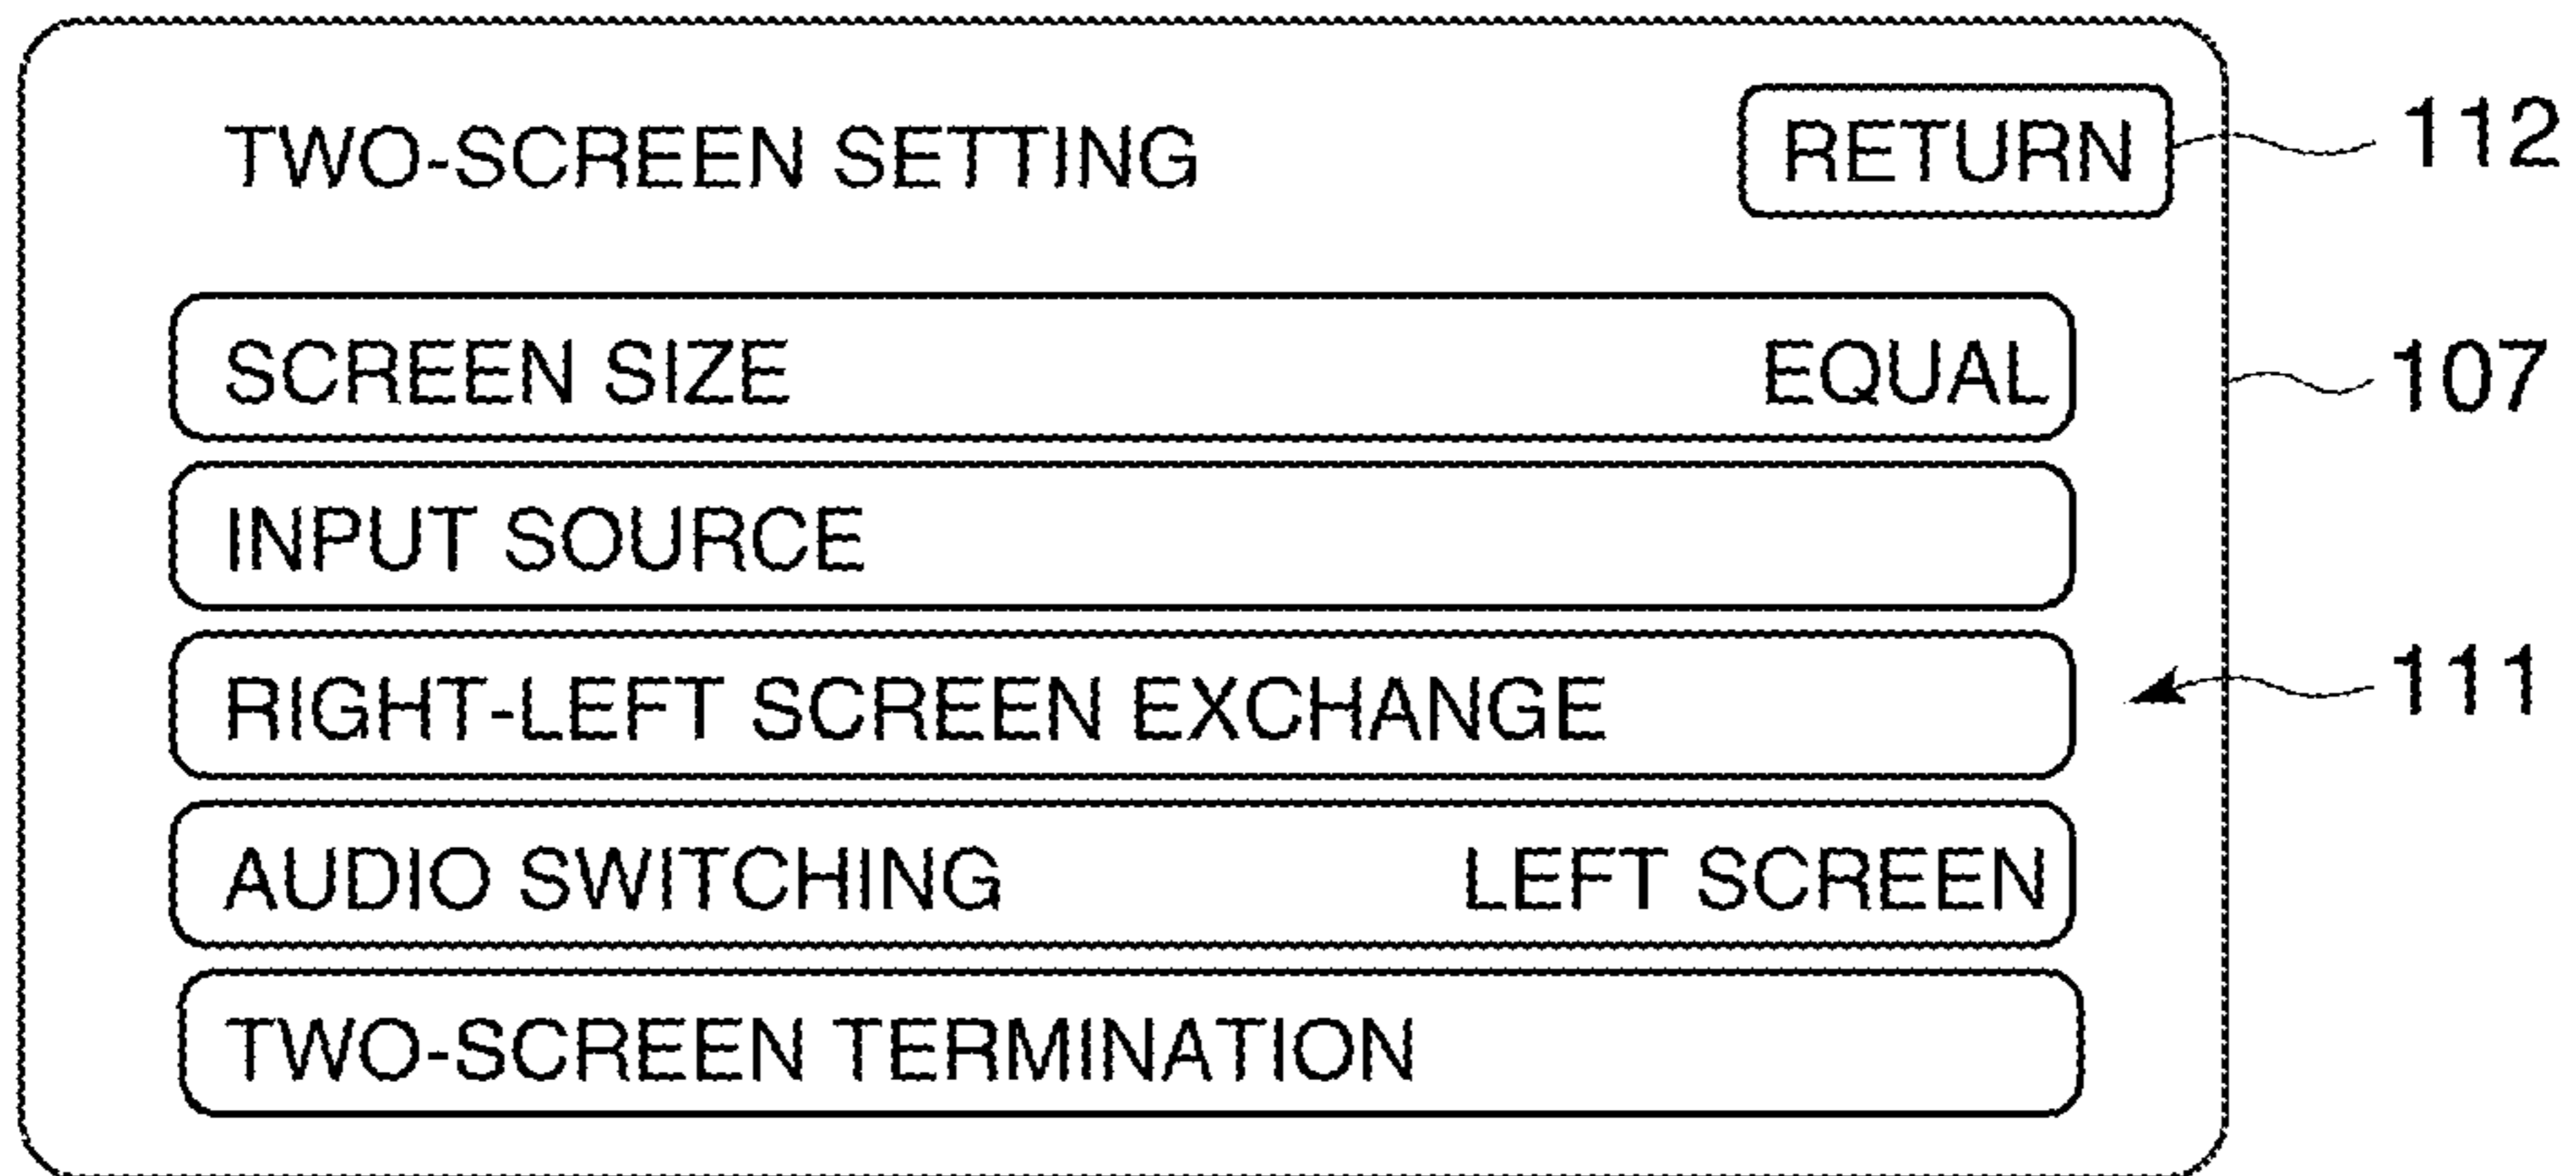 TWO-SCREEN SETTING RETURN 112
SCREEN SIZE EQUAL 107
INPUT SOURCE
RIGHT-LEFT SCREEN EXCHANGE 111
AUDIO SWITCHING LEFT SCREEN
TWO-SCREEN TERMINATION